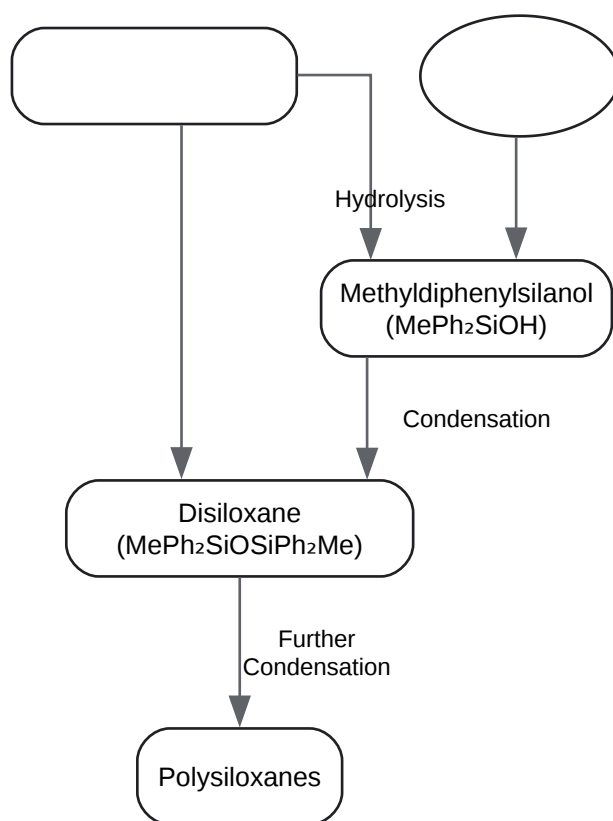 Hydrolysis
Methyldiphenylsilanol
(MePh₂SiOH)
Condensation
Disiloxane
(MePh₂SiOSiPh₂Me)
Further
Condensation
Polysiloxanes